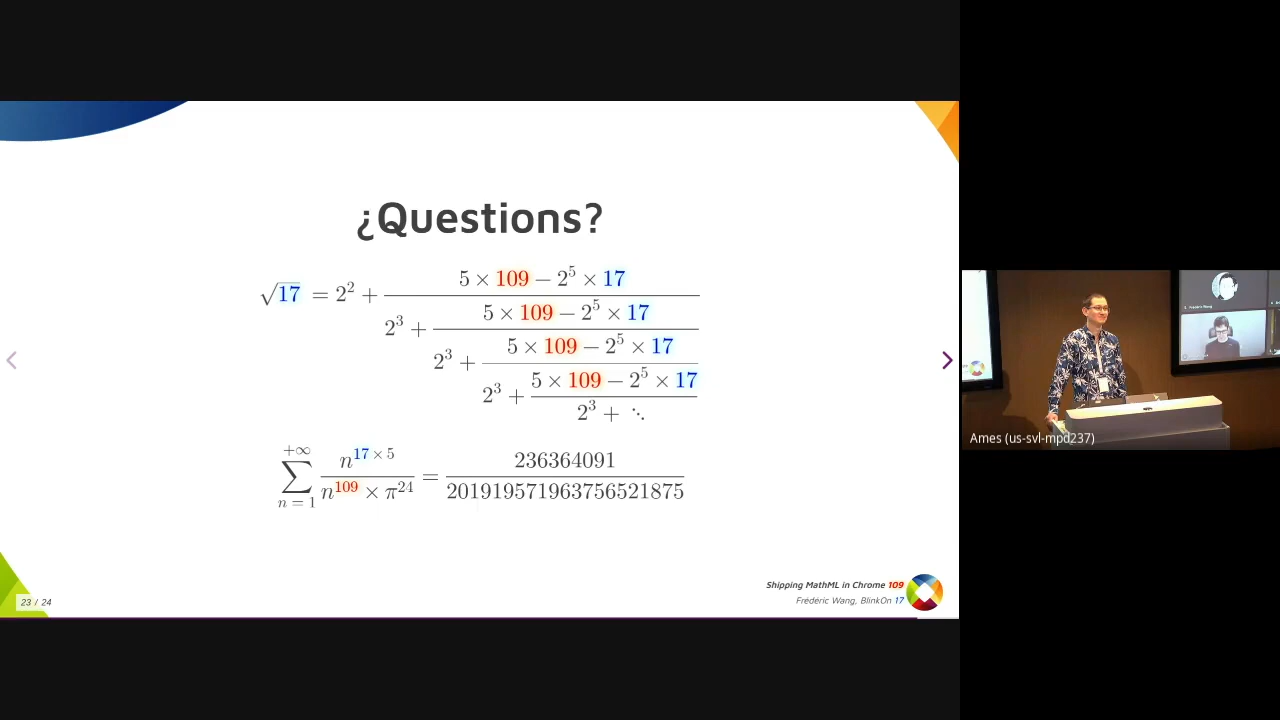 ¿Questions?
√17 = 2² + (5 × 109 − 2⁵ × 17) / (2³ + (5 × 109 − 2⁵ × 17) / (2³ + (5 × 109 − 2⁵ × 17) / (2³ + (5 × 109 − 2⁵ × 17) / (2³ + ⋱))))
∑_{n = 1}^{+∞} n^{17 × 5} / (n^{109} × π^{24}) = 236364091 / 201919571963756521875
Shipping MathML in Chrome 109
Frédéric Wang, BlinkOn 17
23 / 24
Ames (us-svl-mpd237)
Frédéric Wang